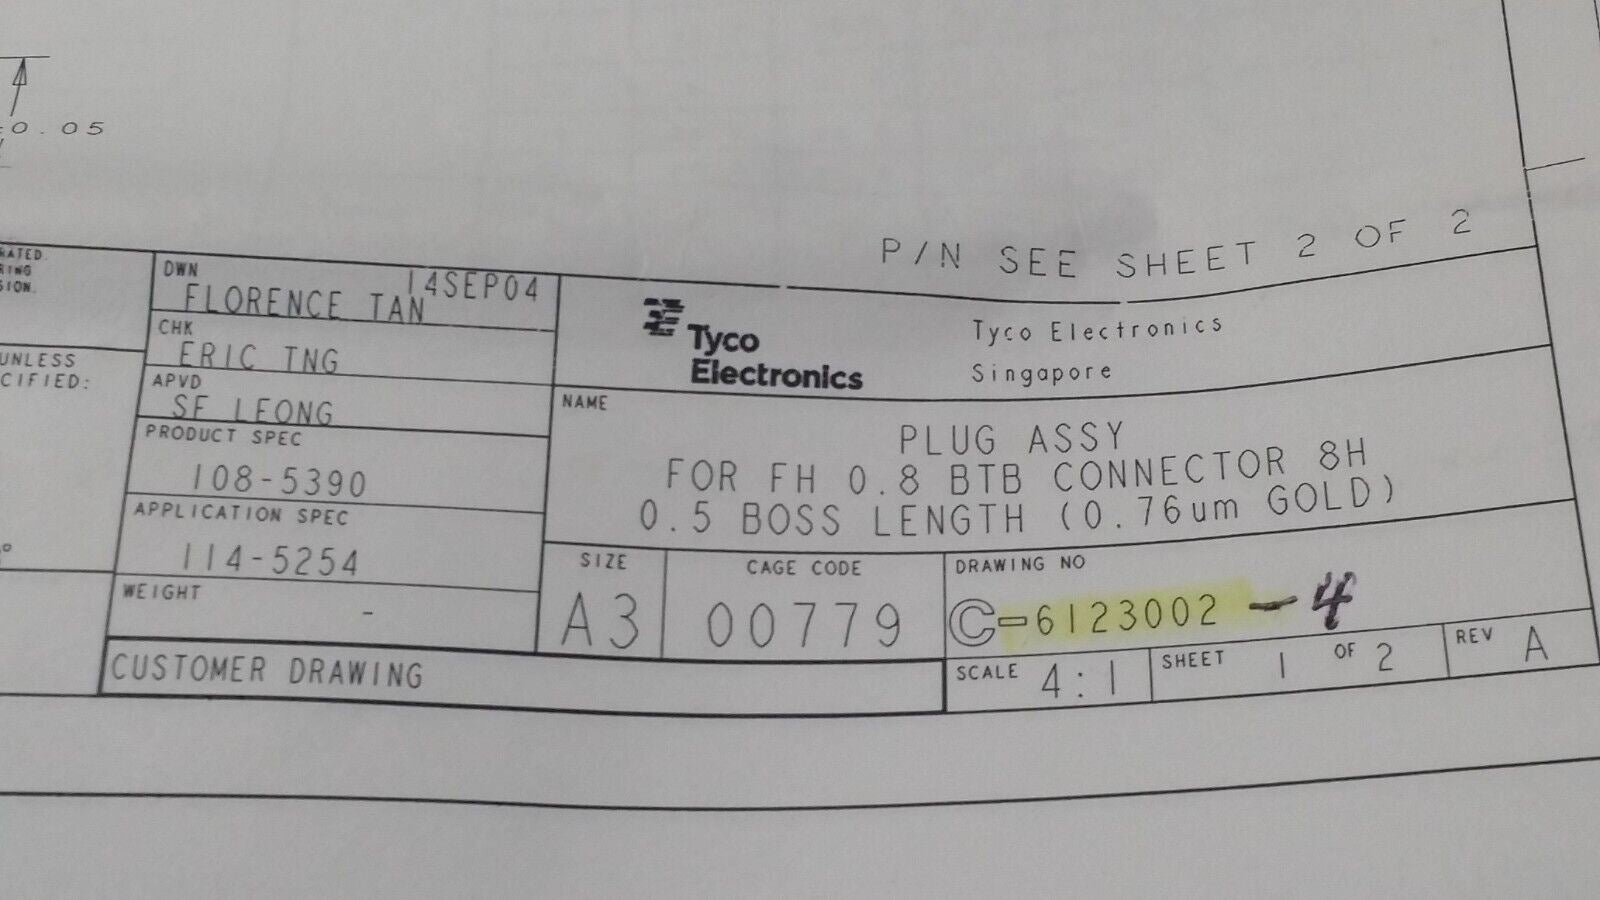 0.05
P/N SEE SHEET 2 OF 2
RING
UNLESS
CIFIED:
DWN 14SEP04
FLORENCE TAN
CHK
ERIC TNG
APVD
SF LEONG
PRODUCT SPEC
108-5390
APPLICATION SPEC
114-5254
WEIGHT
-
CUSTOMER DRAWING
Tyco
Electronics
Tyco Electronics
Singapore
NAME
PLUG ASSY
FOR FH 0.8 BTB CONNECTOR 8H
0.5 BOSS LENGTH (0.76um GOLD)
SIZE
A3
CAGE CODE
00779
DRAWING NO
C-6123002 -4
SCALE 4:1
SHEET 1 OF 2
REV A